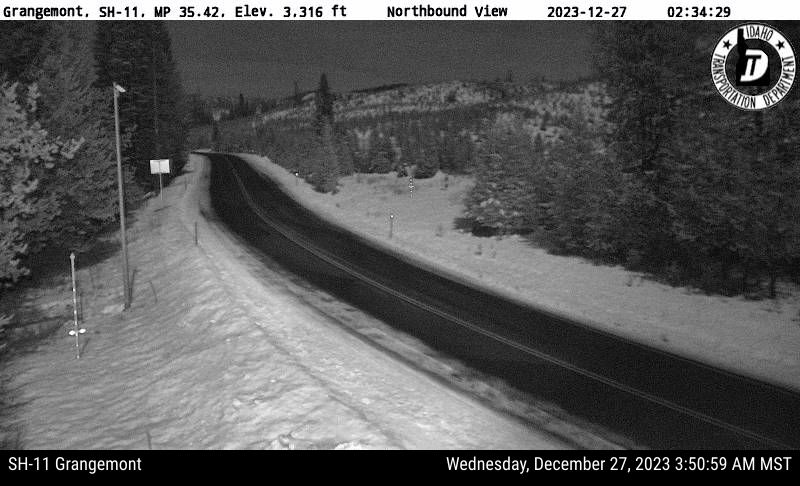 Grangemont, SH-11, MP 35.42, Elev. 3,316 ft Northbound View 2023-12-27 02:34:29
IDAHO
TRANSPORTATION DEPARTMENT
SH-11 Grangemont Wednesday, December 27, 2023 3:50:59 AM MST